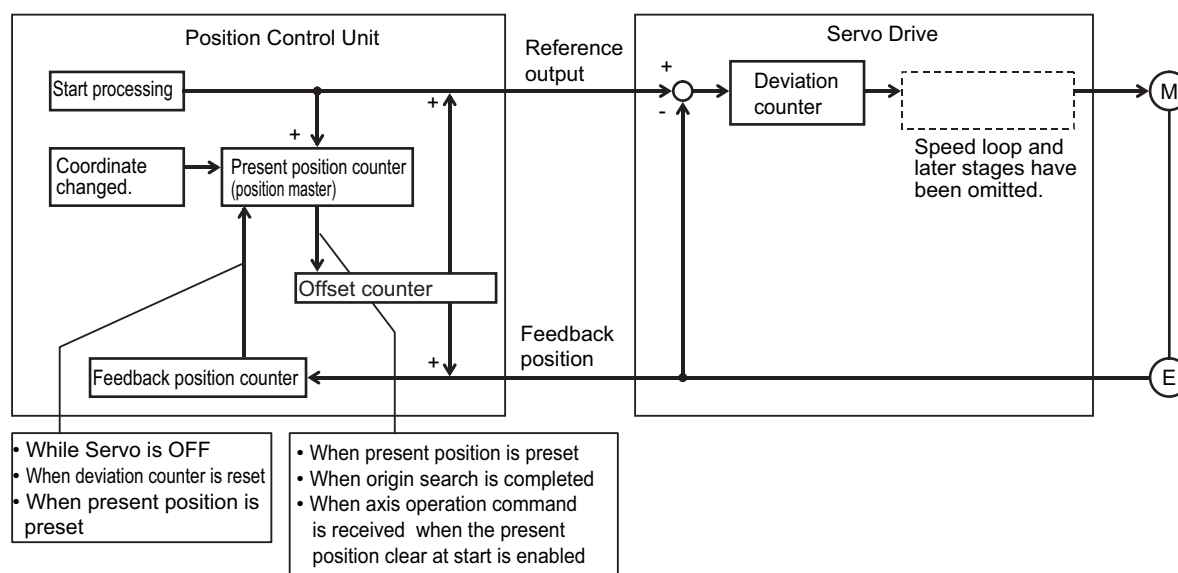 Position Control Unit
Servo Drive
Reference
output
Start processing
+
+
+
-
Deviation
counter
M
Coordinate
changed.
Present position counter
(position master)
Speed loop and
later stages have
been omitted.
Offset counter
Feedback
position
+
Feedback position counter
E
• While Servo is OFF
• When deviation counter is reset
• When present position is
preset
• When present position is preset
• When origin search is completed
• When axis operation command
is received when the present
position clear at start is enabled